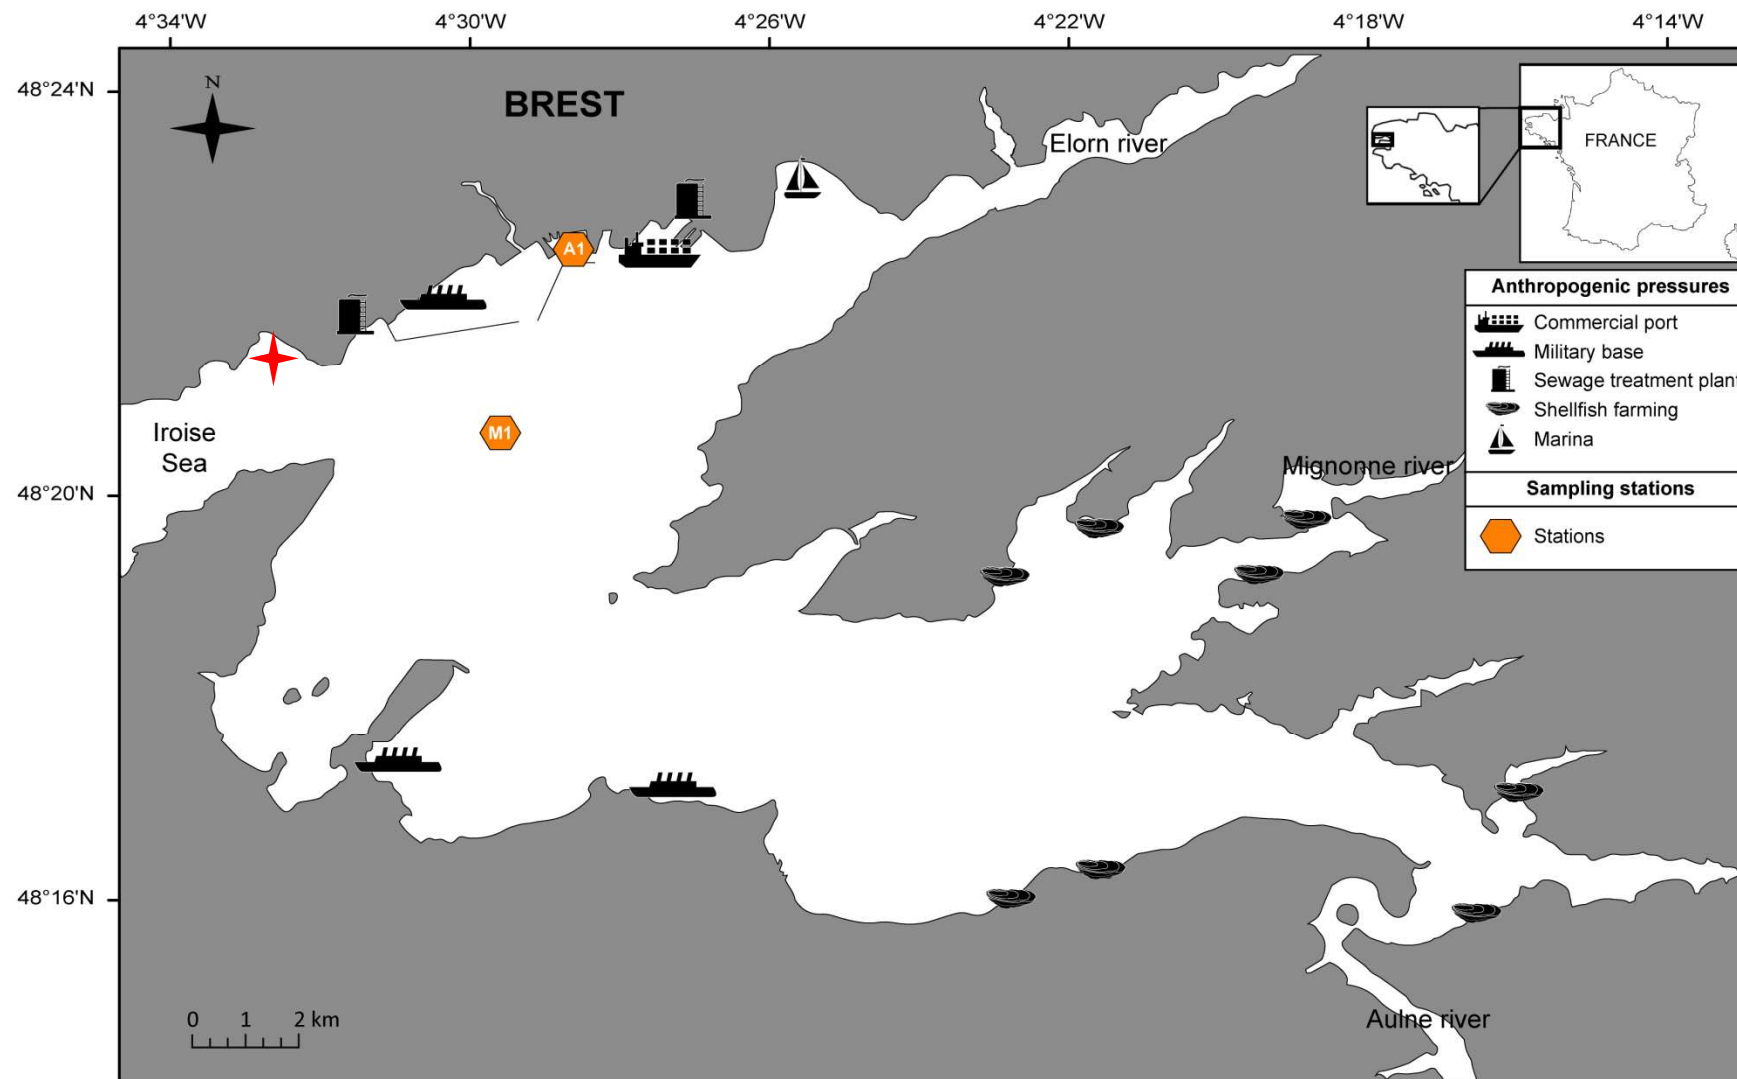 4°34'W 4°30'W 4°26'W 4°22'W 4°18'W 4°14'W
48°24'N
48°20'N
48°16'N
N
BREST
Elorn river
FRANCE
A1
M1
Iroise
Sea
Mignonne river
Aulne river
Anthropogenic pressures
Commercial port
Military base
Sewage treatment plant
Shellfish farming
Marina
Sampling stations
Stations
0 1 2 km